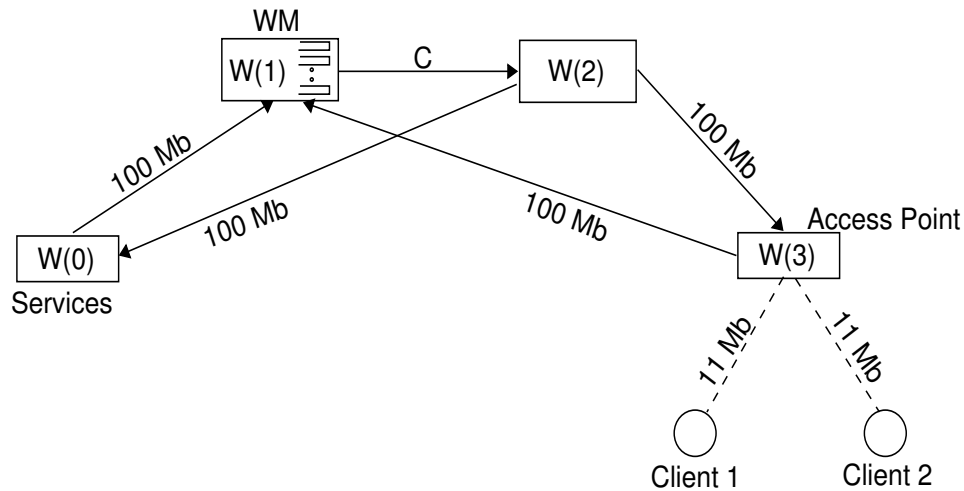 WM
W(1)
C
W(2)
100 Mb
100 Mb
100 Mb
100 Mb
Access Point
W(0)
W(3)
Services
11 Mb
11 Mb
Client 1
Client 2